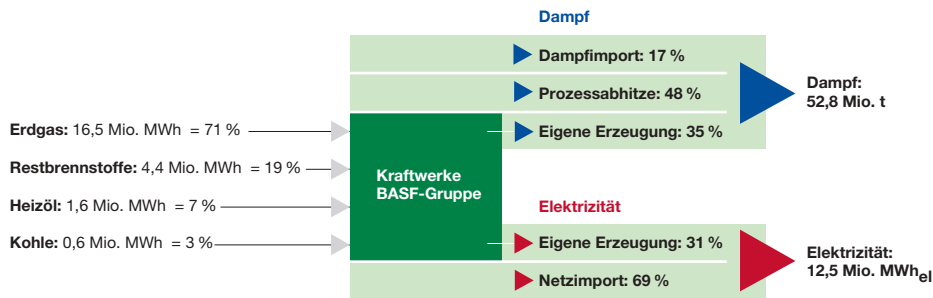 Dampf
Dampfimport: 17 %
Prozessabhitze: 48 %
Dampf:
52,8 Mio. t
Erdgas: 16,5 Mio. MWh = 71 %
Eigene Erzeugung: 35 %
Restbrennstoffe: 4,4 Mio. MWh = 19 %
Kraftwerke
BASF-Gruppe
Heizöl: 1,6 Mio. MWh = 7 %
Elektrizität
Kohle: 0,6 Mio. MWh = 3 %
Eigene Erzeugung: 31 %
Elektrizität:
12,5 Mio. MWhel
Netzimport: 69 %